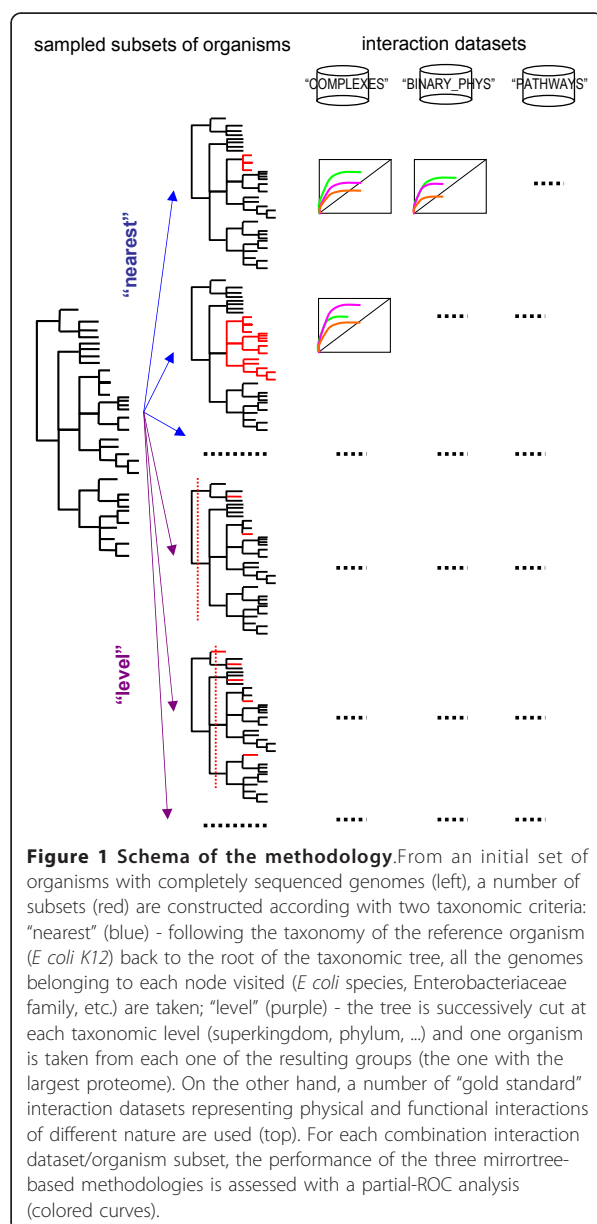 sampled subsets of organisms
interaction datasets
"COMPLEXES"
"BINARY_PHYS"
"PATHWAYS"
"nearest"
"level"
Figure 1 Schema of the methodology.From an initial set of
organisms with completely sequenced genomes (left), a number of
subsets (red) are constructed according with two taxonomic criteria:
"nearest" (blue) - following the taxonomy of the reference organism
(E coli K12) back to the root of the taxonomic tree, all the genomes
belonging to each node visited (E coli species, Enterobacteriaceae
family, etc.) are taken; "level" (purple) - the tree is successively cut at
each taxonomic level (superkingdom, phylum, ...) and one organism
is taken from each one of the resulting groups (the one with the
largest proteome). On the other hand, a number of "gold standard"
interaction datasets representing physical and functional interactions
of different nature are used (top). For each combination interaction
dataset/organism subset, the performance of the three mirrortree-
based methodologies is assessed with a partial-ROC analysis
(colored curves).